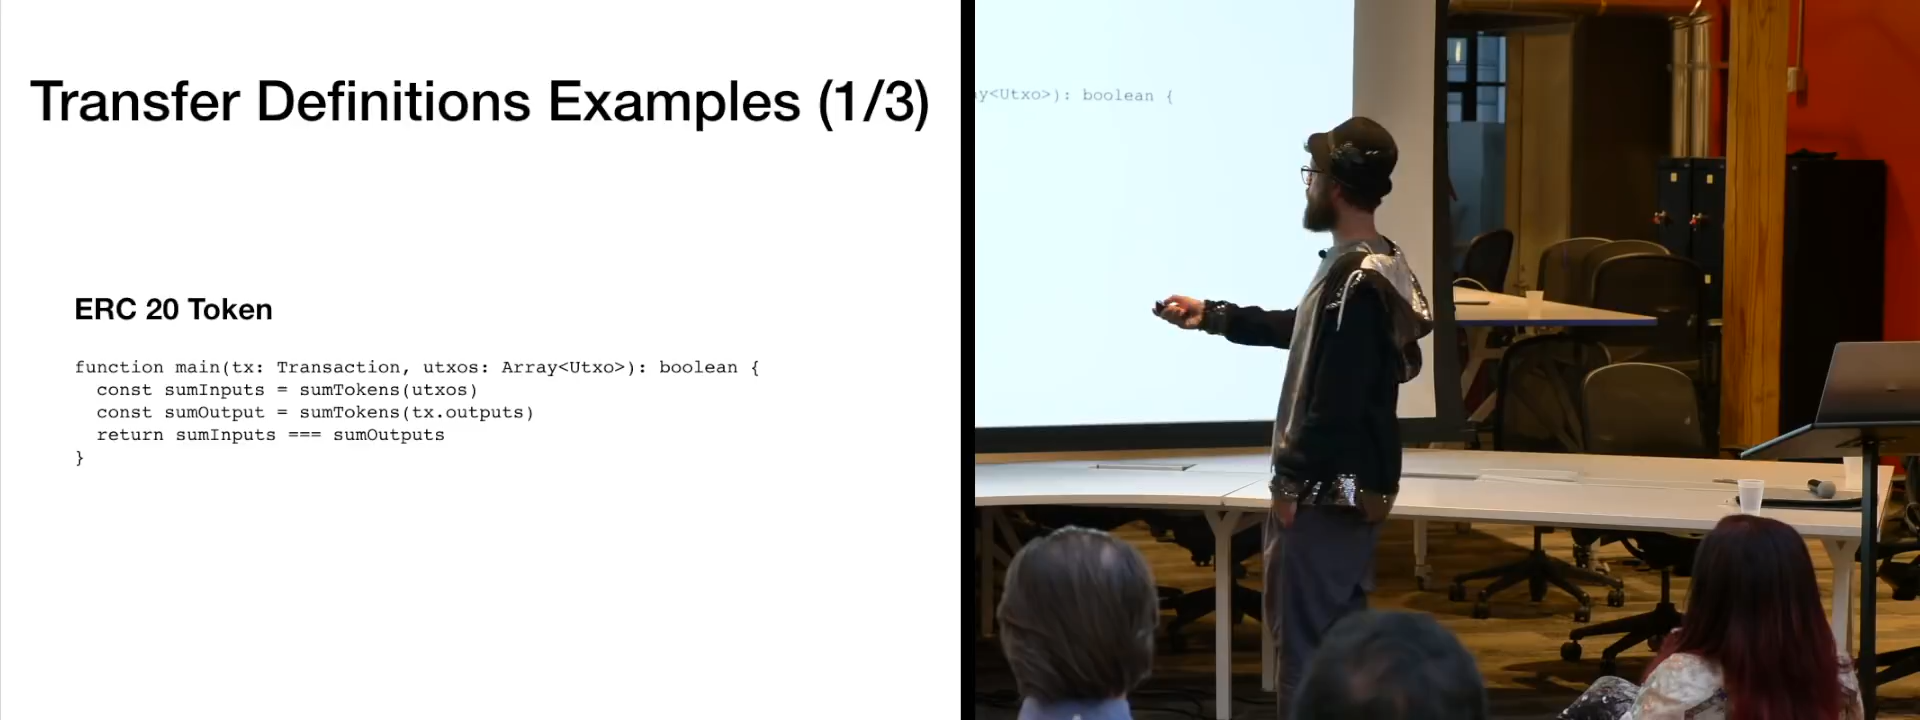 Transfer Definitions Examples (1/3)
ERC 20 Token
function main(tx: Transaction, utxos: Array<Utxo>): boolean {
  const sumInputs = sumTokens(utxos)
  const sumOutput = sumTokens(tx.outputs)
  return sumInputs === sumOutputs
}
y<Utxo>): boolean {